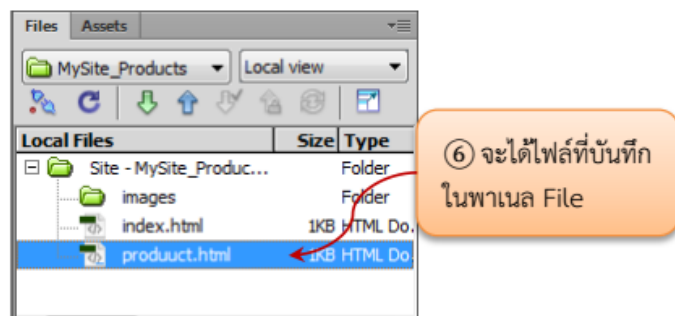 Files Assets
MySite_Products Local view
Local Files Size Type
Site - MySite_Produc... Folder
images Folder
index.html 1KB HTML Do.
produuct.html 1KB HTML Do.
⑥ จะได้ไฟล์ที่บันทึก
ในพาเนล File